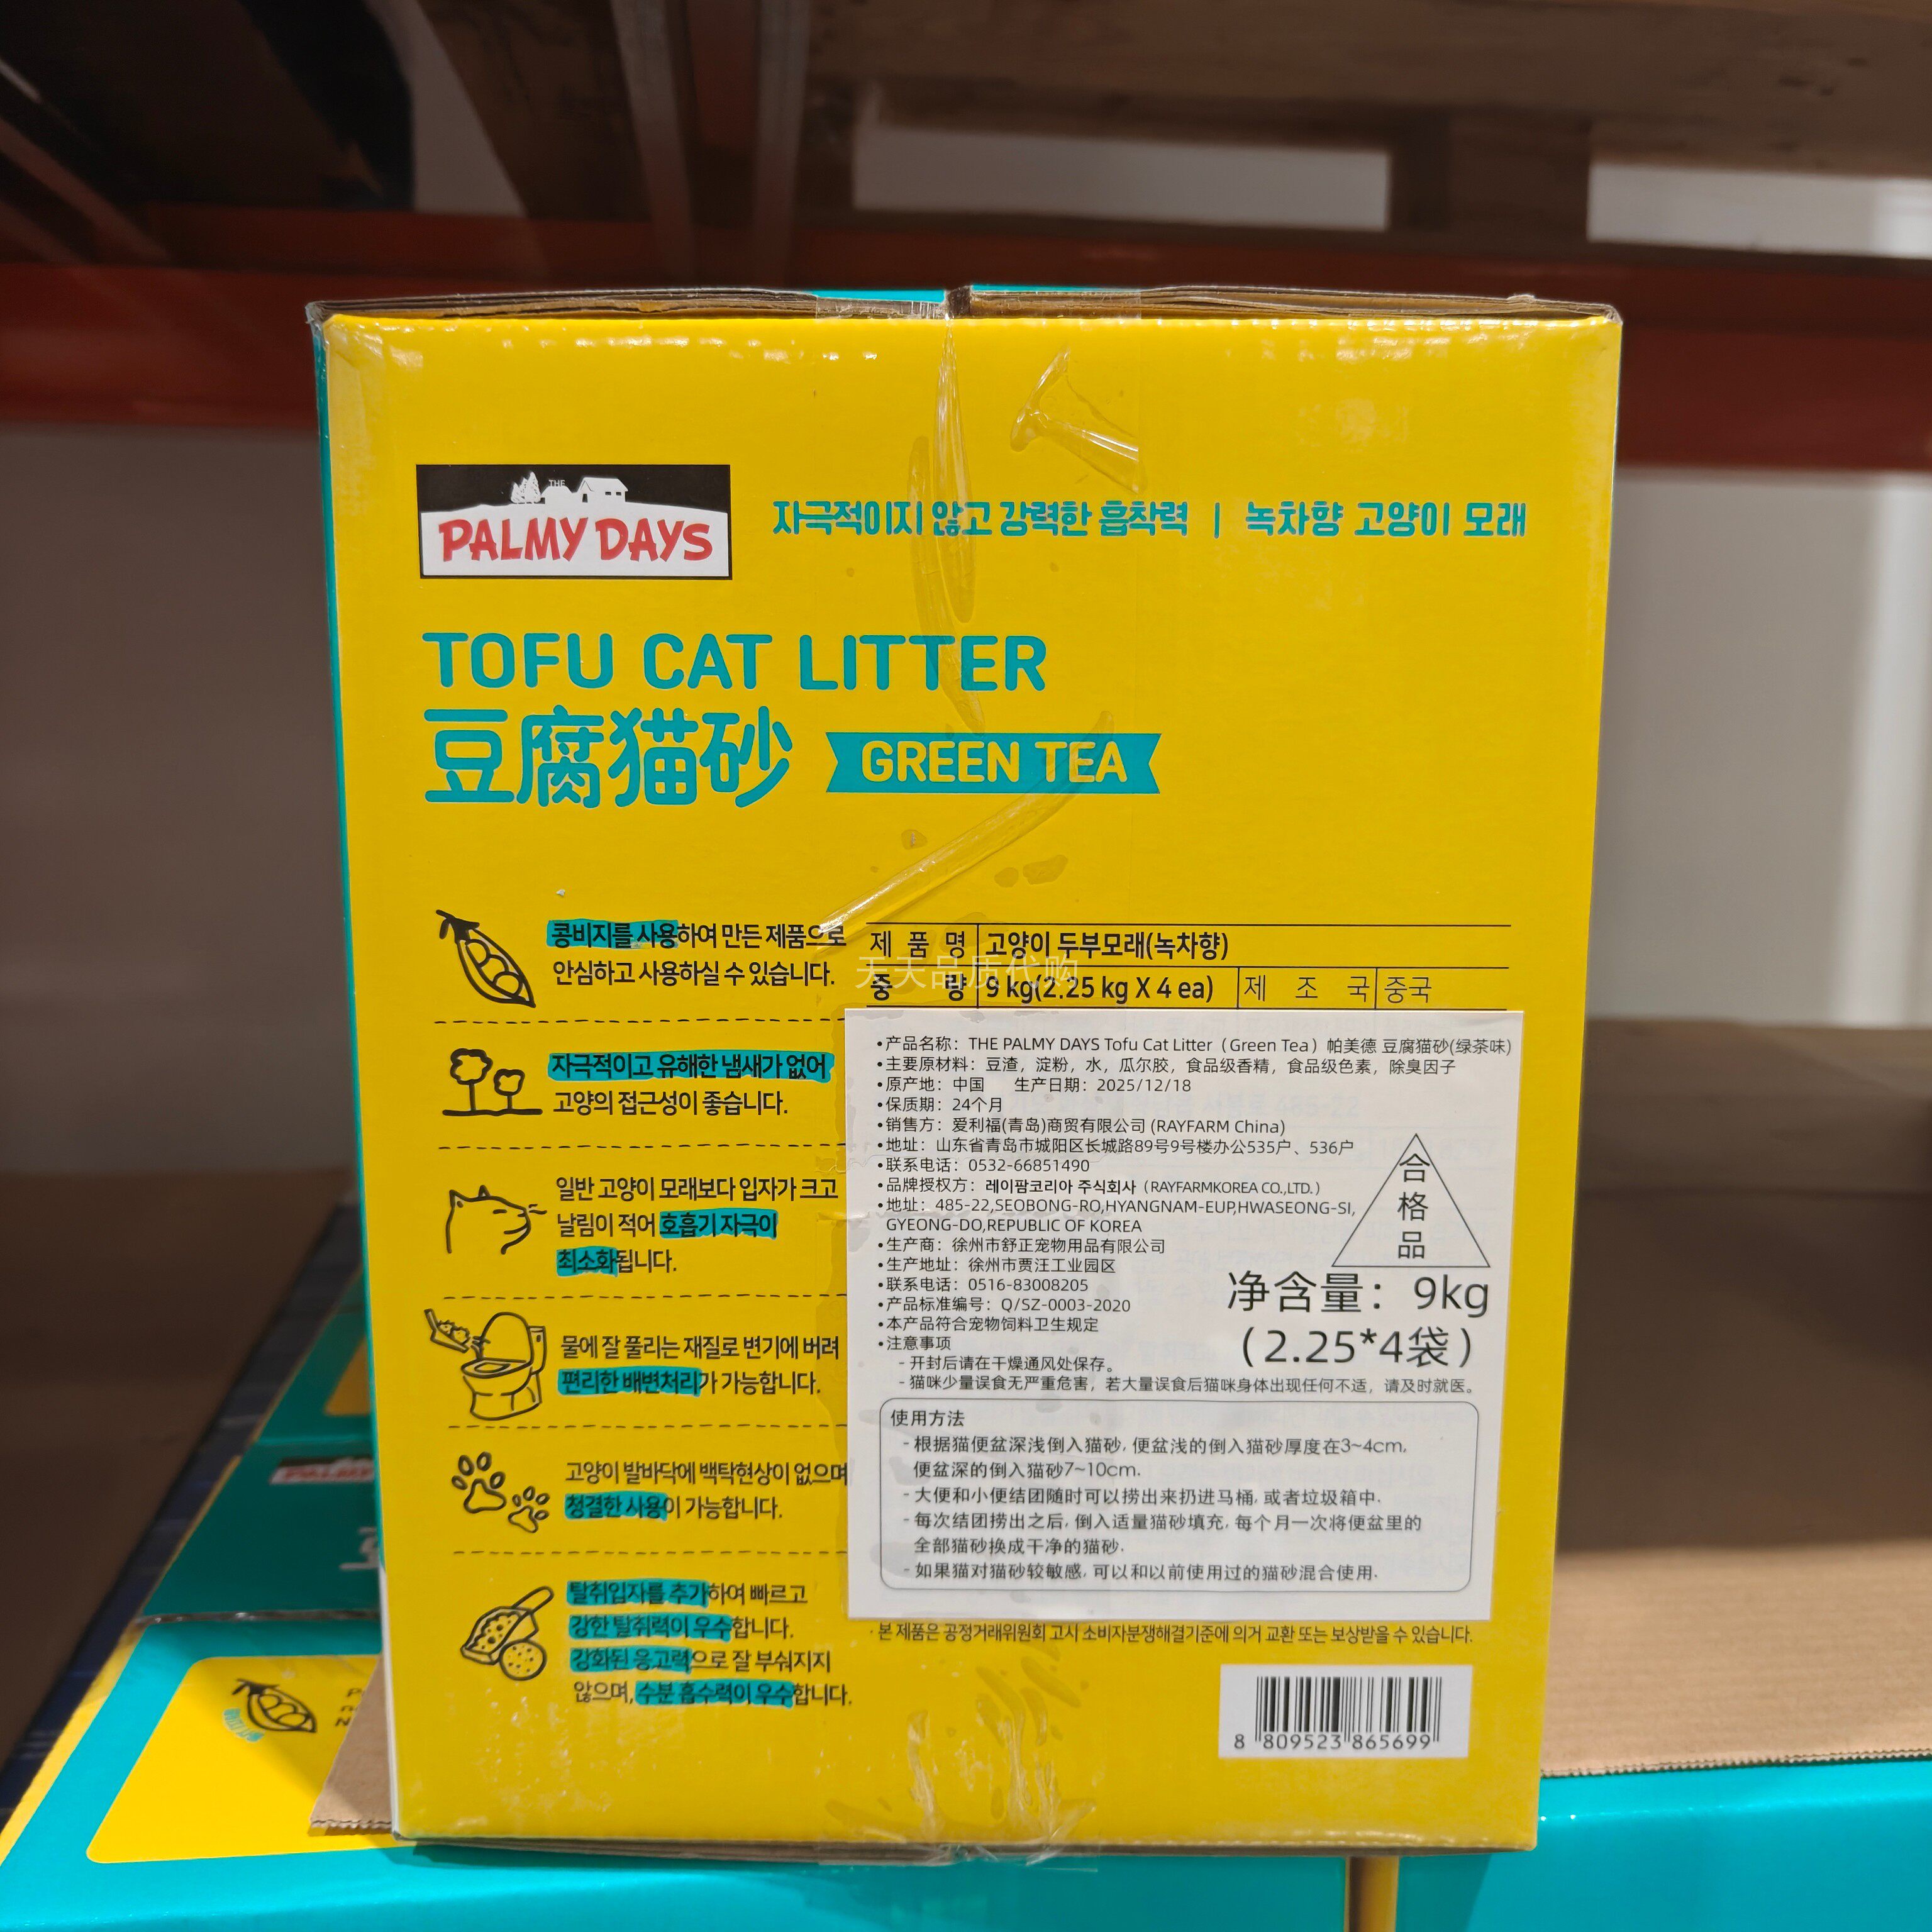 THE
PALMY DAYS
자극적이지 않고 강력한 흡착력 | 녹차향 고양이 모래
TOFU CAT LITTER
豆腐猫砂
GREEN TEA
콩비지를 사용하여 만든 제품으로
안심하고 사용하실 수 있습니다.
자극적이고 유해한 냄새가 없어
고양의 접근성이 좋습니다.
일반 고양이 모래보다 입자가 크고
날림이 적어 호흡기 자극이
최소화됩니다.
물에 잘 풀리는 재질로 변기에 버려
편리한 배변처리가 가능합니다.
고양이 발바닥에 백탁현상이 없으며
청결한 사용이 가능합니다.
탈취입자를 추가하여 빠르고
강한 탈취력이 우수합니다.
강화된 응고력으로 잘 부숴지지
않으며, 수분 흡수력이 우수합니다.
제 품 명 고양이 두부모래(녹차향)
天天品质代购
중 량 9 kg(2.25 kg X 4 ea) 제 조 국 중국
•产品名称：THE PALMY DAYS Tofu Cat Litter（Green Tea）帕美德 豆腐猫砂(绿茶味)
•主要原材料：豆渣，淀粉，水，瓜尔胶，食品级香精，食品级色素，除臭因子
•原产地：中国 生产日期：2025/12/18
•保质期：24个月
•销售方：爱利福(青岛)商贸有限公司 (RAYFARM China)
•地址：山东省青岛市城阳区长城路89号9号楼办公535户、536户
•联系电话：0532-66851490
•品牌授权方：레이팜코리아 주식회사（RAYFARMKOREA CO.,LTD.）
•地址：485-22,SEOBONG-RO,HYANGNAM-EUP,HWASEONG-SI,
GYEONG-DO,REPUBLIC OF KOREA
•生产商：徐州市舒正宠物用品有限公司
•生产地址：徐州市贾汪工业园区
•联系电话：0516-83008205
•产品标准编号：Q/SZ-0003-2020
•本产品符合宠物饲料卫生规定
•注意事项
- 开封后请在干燥通风处保存。
- 猫咪少量误食无严重危害，若大量误食后猫咪身体出现任何不适，请及时就医。
合
格
品
净含量：9kg
（2.25*4袋）
使用方法
- 根据猫便盆深浅倒入猫砂, 便盆浅的倒入猫砂厚度在3~4cm,
便盆深的倒入猫砂7~10cm.
- 大便和小便结团随时可以捞出来扔进马桶, 或者垃圾箱中.
- 每次结团捞出之后, 倒入适量猫砂填充, 每个月一次将便盆里的
全部猫砂换成干净的猫砂.
- 如果猫对猫砂较敏感, 可以和以前使用过的猫砂混合使用.
· 본 제품은 공정거래위원회 고시 소비자분쟁해결기준에 의거 교환 또는 보상받을 수 있습니다.
8 809523 865699